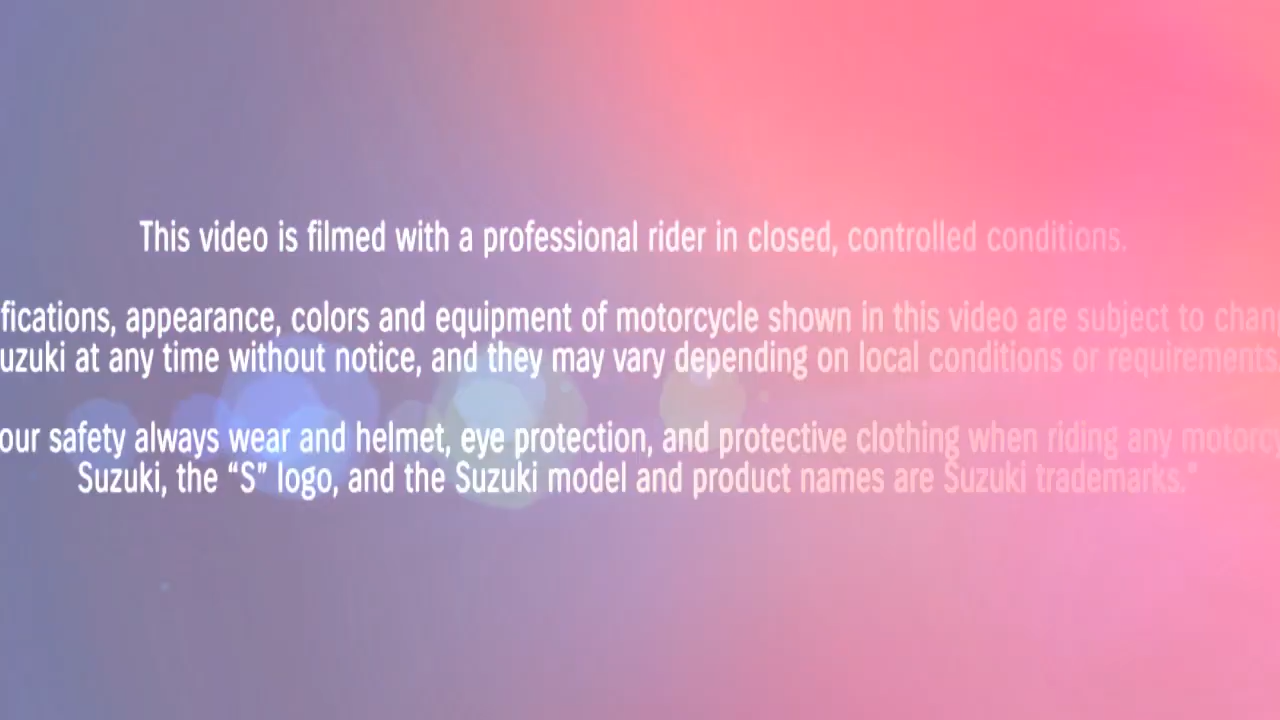 This video is filmed with a professional rider in closed, controlled conditions.
fications, appearance, colors and equipment of motorcycle shown in this video are subject to chan
uzuki at any time without notice, and they may vary depending on local conditions or requirements.
our safety always wear and helmet, eye protection, and protective clothing when riding any motorcy
Suzuki, the “S” logo, and the Suzuki model and product names are Suzuki trademarks."